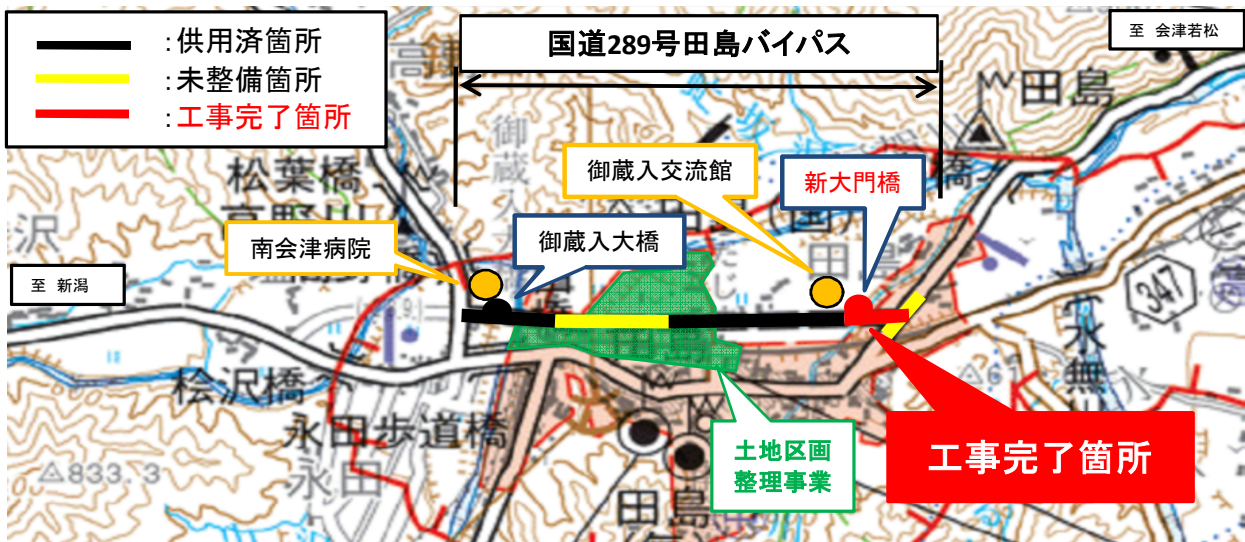 :供用済箇所
:未整備箇所
:工事完了箇所
国道289号田島バイパス
至 会津若松
田島
松葉橋
御蔵入交流館
新大門橋
御蔵入大橋
南会津病院
田島
沢
至 新潟
347
桧沢橋
永田歩道橋
永田
△833.3
土地区画
整理事業
工事完了箇所
田島